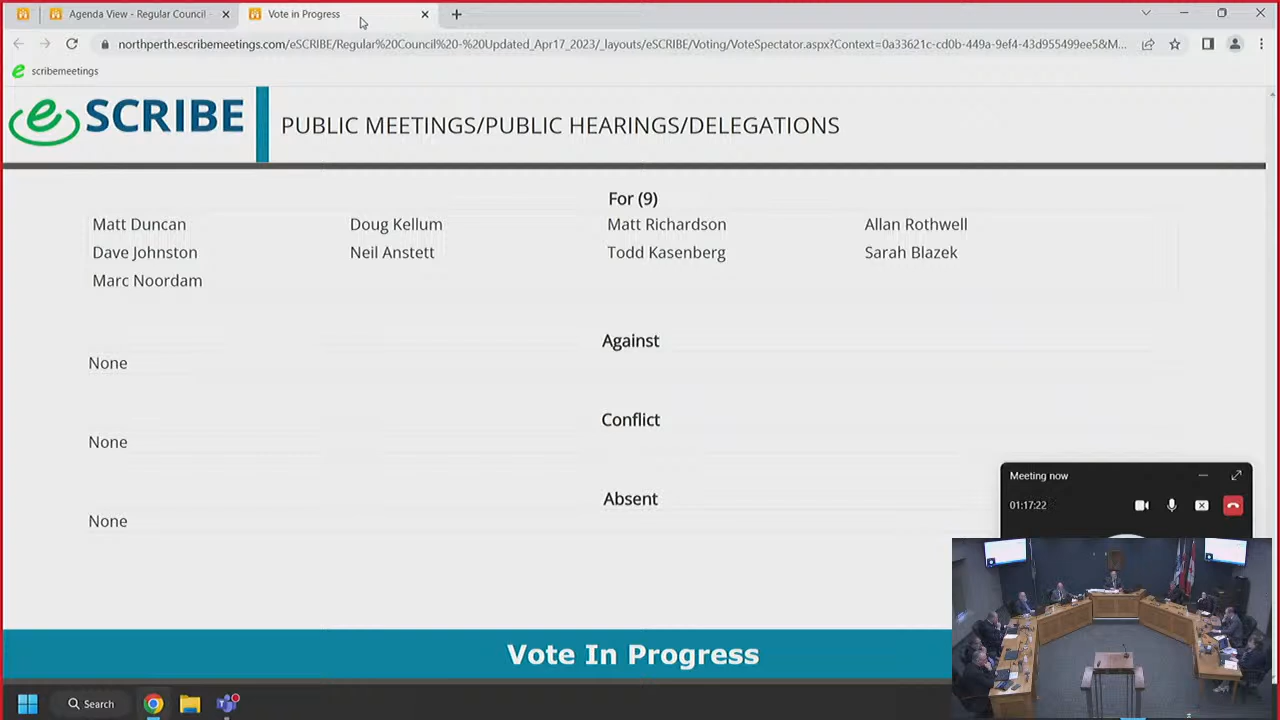 Agenda View - Regular Council
Vote in Progress
northperth.escribemeetings.com/eSCRIBE/Regular%20Council%20-%20Updated_Apr17_2023/_layouts/eSCRIBE/Voting/VoteSpectator.aspx?Context=0a33621c-cd0b-449a-9ef4-43d955499ee5&M...
scribemeetings
eSCRIBE
PUBLIC MEETINGS/PUBLIC HEARINGS/DELEGATIONS
For (9)
Matt Duncan Doug Kellum Matt Richardson Allan Rothwell
Dave Johnston Neil Anstett Todd Kasenberg Sarah Blazek
Marc Noordam
Against
None
Conflict
None
Absent
None
Meeting now
01:17:22
Vote In Progress
Search